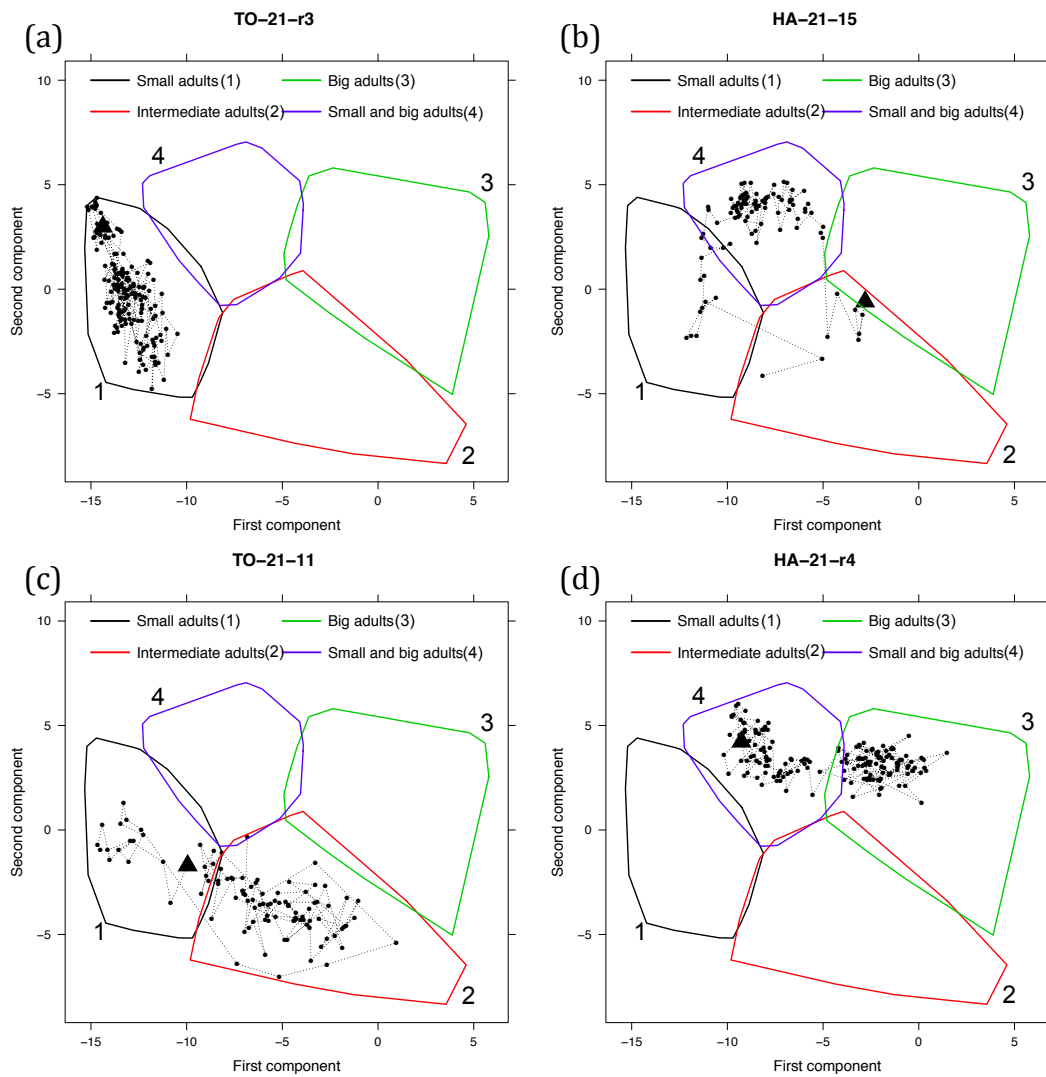 TO−21−r3
(a)
Small adults(1)
Big adults(3)
Intermediate adults(2)
Small and big adults(4)
10
5
0
−5
−15
−10
−5
0
5
1
2
3
4
Second component
First component
HA−21−15
(b)
Small adults(1)
Big adults(3)
Intermediate adults(2)
Small and big adults(4)
10
5
0
−5
−15
−10
−5
0
5
1
2
3
4
Second component
First component
TO−21−11
(c)
Small adults(1)
Big adults(3)
Intermediate adults(2)
Small and big adults(4)
10
5
0
−5
−15
−10
−5
0
5
1
2
3
4
Second component
First component
HA−21−r4
(d)
Small adults(1)
Big adults(3)
Intermediate adults(2)
Small and big adults(4)
10
5
0
−5
−15
−10
−5
0
5
1
2
3
4
Second component
First component